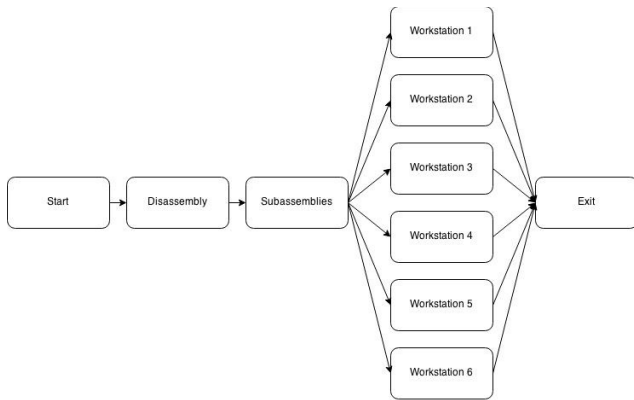 Workstation 1
Workstation 2
Workstation 3
Start
Disassembly
Subassemblies
Exit
Workstation 4
Workstation 5
Workstation 6